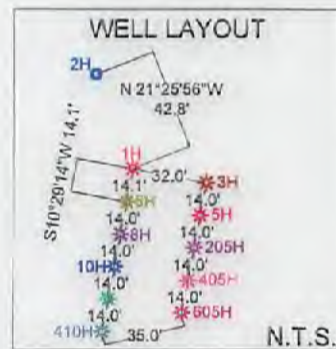 WELL LAYOUT
2H
N 21°25'56"W
42.8'
S10°29'14"W 14.1'
1H
32.0'
3H
14.1'
6H
14.0'
5H
14.0'
8H
14.0'
205H
14.0'
10H
14.0'
405H
14.0'
14.0'
605H
14.0'
410H
35.0'
N.T.S.